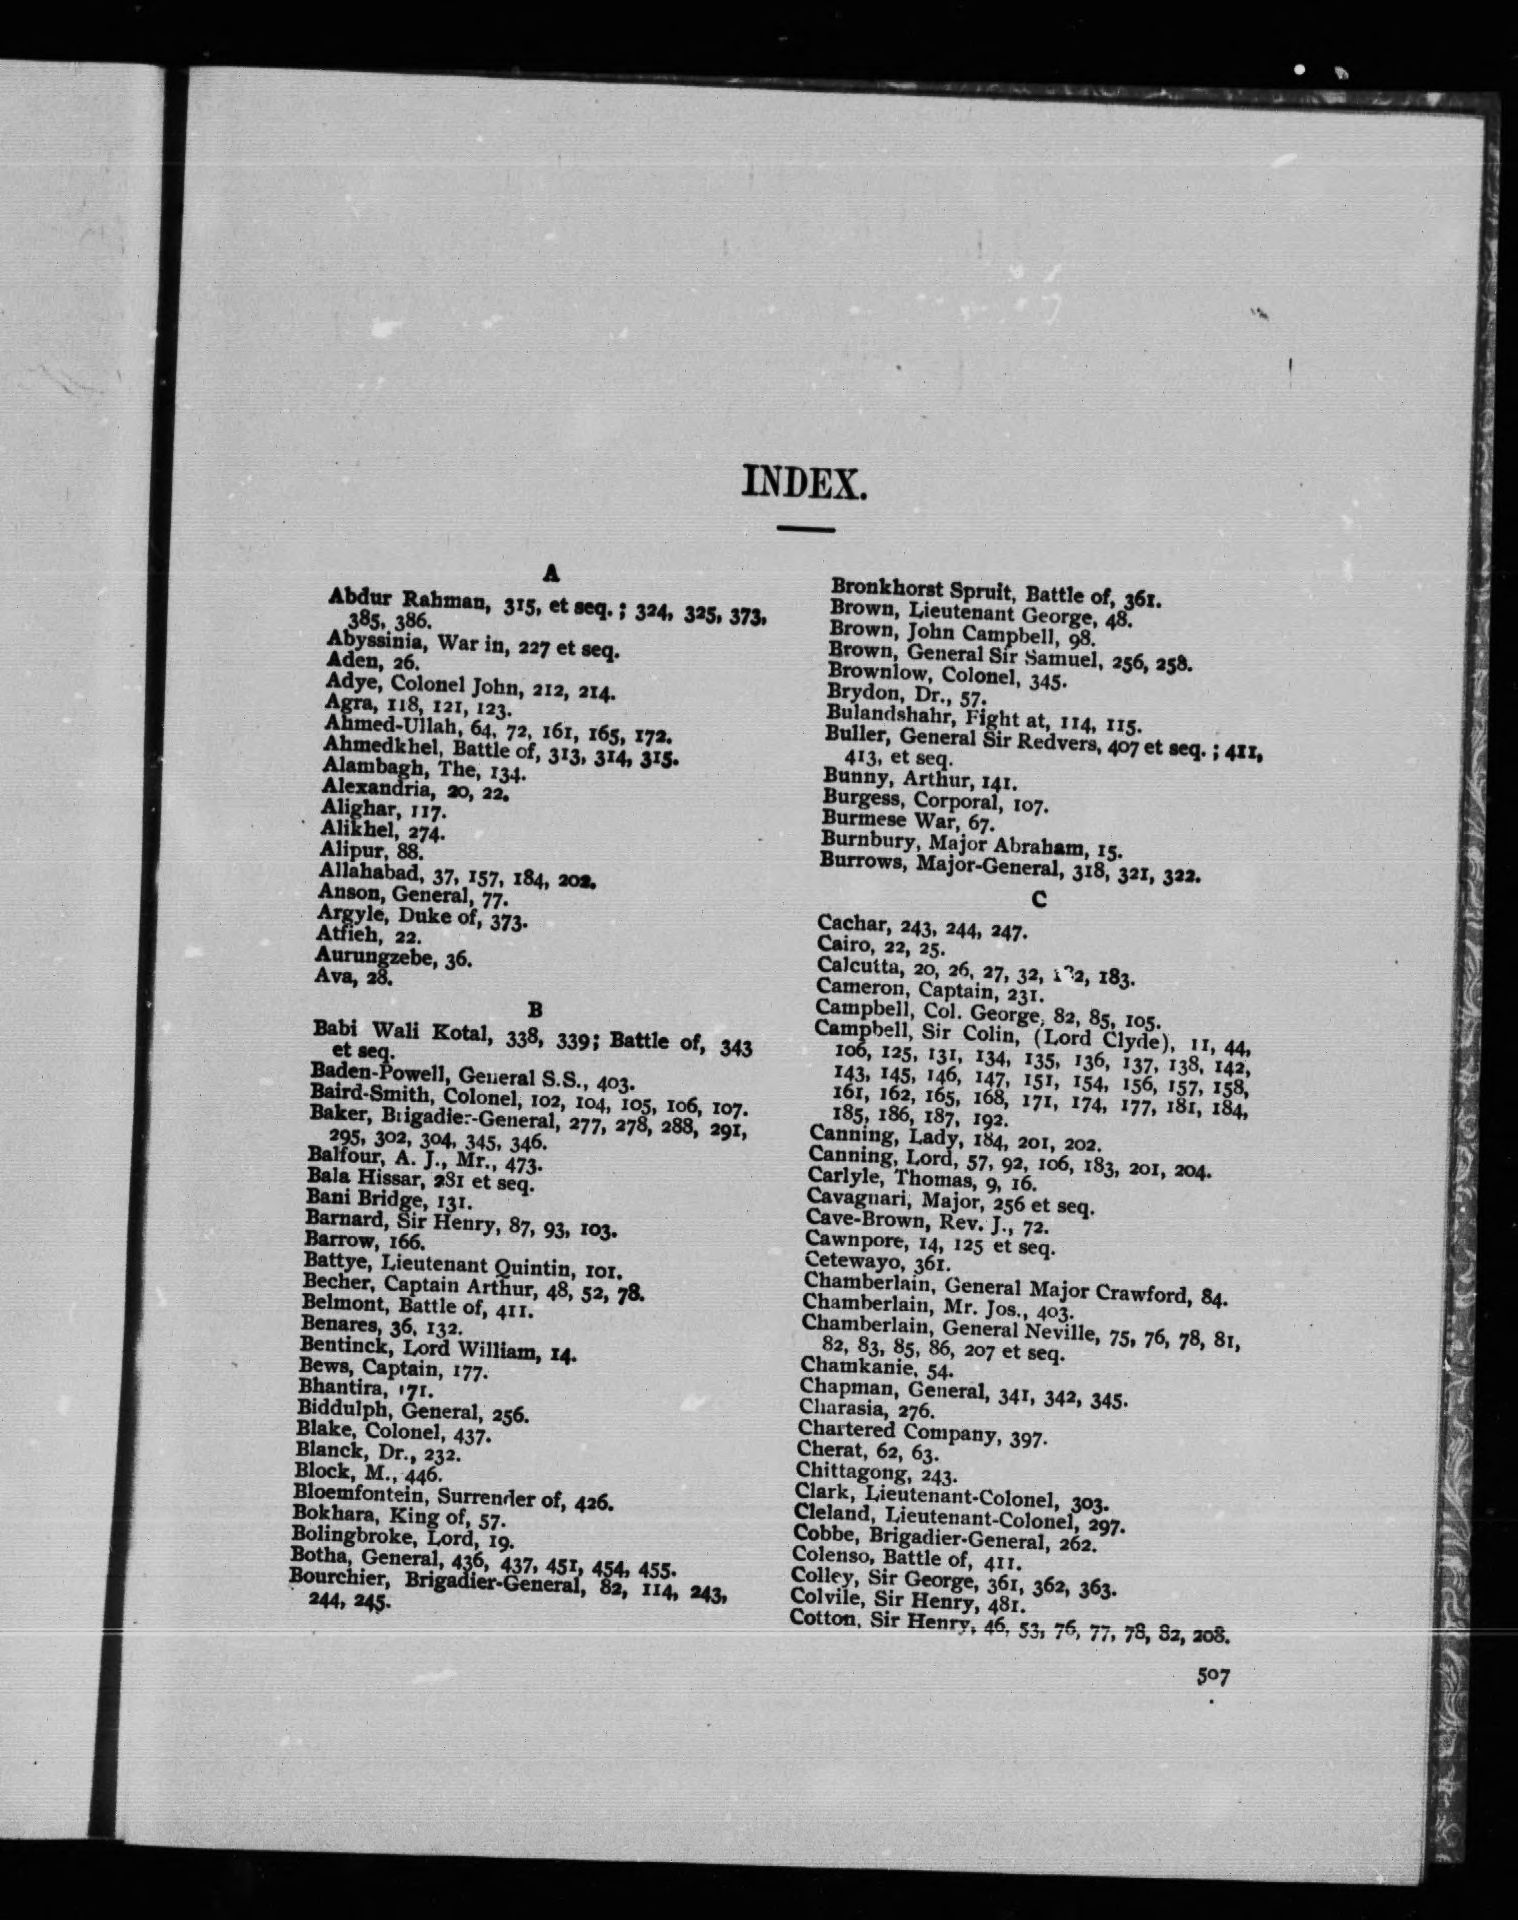 INDEX.
A
Abdur Rahman, 315, et seq. ; 324, 325, 373,
385, 386.
Abyssinia, War in, 227 et seq.
Aden, 26.
Adye, Colonel John, 212, 214.
Agra, 118, 121, 123.
Ahmed-Ullah, 64, 72, 161, 165, 172.
Ahmedkhel, Battle of, 313, 314, 315.
Alambagh, The, 134.
Alexandria, 20, 22.
Alighar, 117.
Alikhel, 274.
Alipur, 88.
Allahabad, 37, 157, 184, 202.
Anson, General, 77.
Argyle, Duke of, 373.
Atfieh, 22.
Aurungzebe, 36.
Ava, 28.
B
Babi Wali Kotal, 338, 339; Battle of, 343
et seq.
Baden-Powell, General S.S., 403.
Baird-Smith, Colonel, 102, 104, 105, 106, 107.
Baker, Brigadier-General, 277, 278, 288, 291,
295, 302, 304, 345, 346.
Balfour, A. J., Mr., 473.
Bala Hissar, 281 et seq.
Bani Bridge, 131.
Barnard, Sir Henry, 87, 93, 103.
Barrow, 166.
Battye, Lieutenant Quintin, 101.
Becher, Captain Arthur, 48, 52, 78.
Belmont, Battle of, 411.
Benares, 36, 132.
Bentinck, Lord William, 14.
Bews, Captain, 177.
Bhantira, 171.
Biddulph, General, 256.
Blake, Colonel, 437.
Blanck, Dr., 232.
Block, M., 446.
Bloemfontein, Surrender of, 426.
Bokhara, King of, 57.
Bolingbroke, Lord, 19.
Botha, General, 436, 437, 451, 454, 455.
Bourchier, Brigadier-General, 82, 114, 243,
244, 245.
Bronkhorst Spruit, Battle of, 361.
Brown, Lieutenant George, 48.
Brown, John Campbell, 98.
Brown, General Sir Samuel, 256, 258.
Brownlow, Colonel, 345.
Brydon, Dr., 57.
Bulandshahr, Fight at, 114, 115.
Buller, General Sir Redvers, 407 et seq. ; 411,
413, et seq.
Bunny, Arthur, 141.
Burgess, Corporal, 107.
Burmese War, 67.
Burnbury, Major Abraham, 15.
Burrows, Major-General, 318, 321, 322.
C
Cachar, 243, 244, 247.
Cairo, 22, 25.
Calcutta, 20, 26, 27, 32, 183.
Cameron, Captain, 231.
Campbell, Col. George, 82, 85, 105.
Campbell, Sir Colin, (Lord Clyde), 11, 44,
106, 125, 131, 134, 135, 136, 137, 138, 142,
143, 145, 146, 147, 151, 154, 156, 157, 158,
161, 162, 165, 168, 171, 174, 177, 181, 184,
185, 186, 187, 192.
Canning, Lady, 184, 201, 202.
Canning, Lord, 57, 92, 106, 183, 201, 204.
Carlyle, Thomas, 9, 16.
Cavagnari, Major, 256 et seq.
Cave-Brown, Rev. J., 72.
Cawnpore, 14, 125 et seq.
Cetewayo, 361.
Chamberlain, General Major Crawford, 84.
Chamberlain, Mr. Jos., 403.
Chamberlain, General Neville, 75, 76, 78, 81,
82, 83, 85, 86, 207 et seq.
Chamkanie, 54.
Chapman, General, 341, 342, 345.
Charasia, 276.
Chartered Company, 397.
Cherat, 62, 63.
Chittagong, 243.
Clark, Lieutenant-Colonel, 303.
Cleland, Lieutenant-Colonel, 297.
Cobbe, Brigadier-General, 262.
Colenso, Battle of, 411.
Colley, Sir George, 361, 362, 363.
Colvile, Sir Henry, 481.
Cotton, Sir Henry, 46, 53, 76, 77, 78, 82, 208.
507